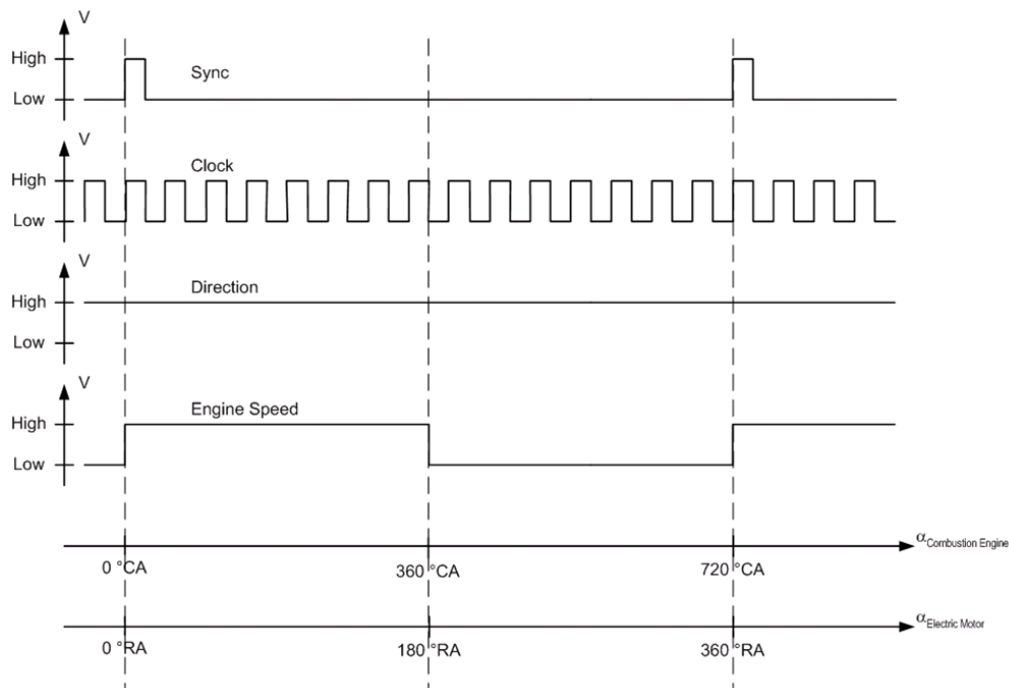 V
High
Sync
Low
V
Clock
High
Low
V
Direction
High
Low
V
Engine Speed
High
Low
αCombustion Engine
0 °CA 360 °CA 720 °CA
αElectric Motor
0 °RA 180 °RA 360 °RA